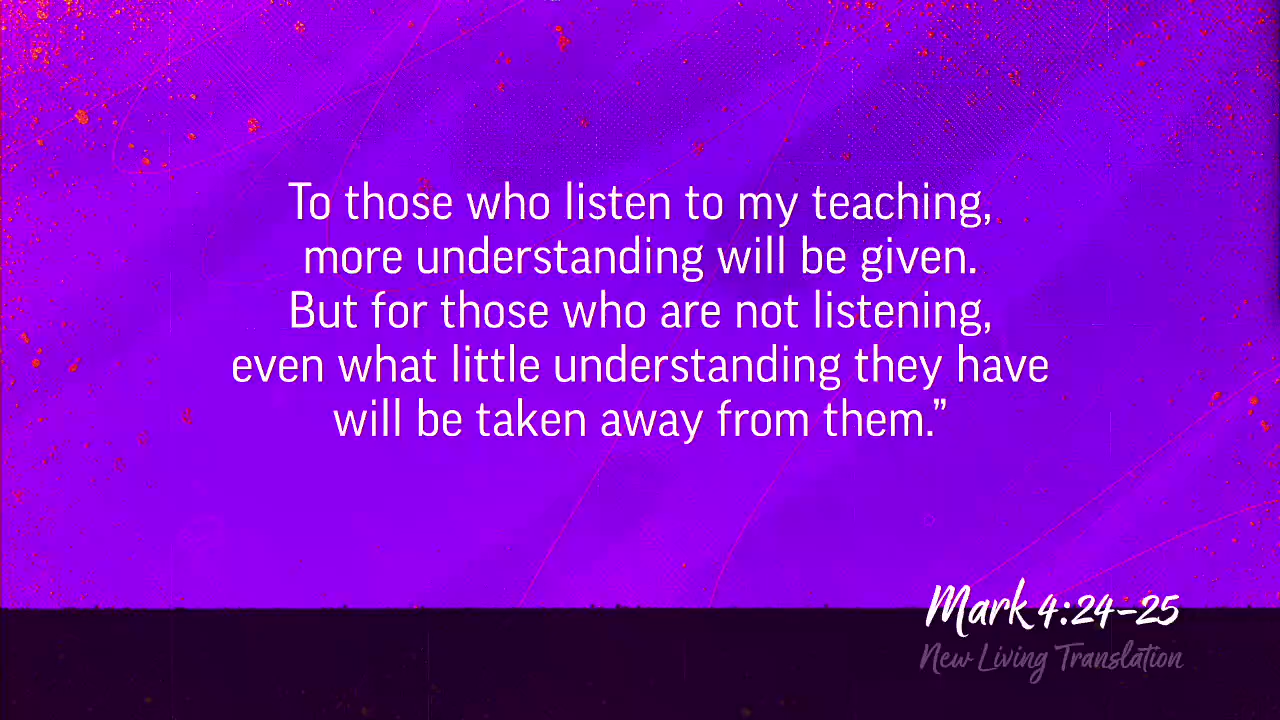 To those who listen to my teaching,
more understanding will be given.
But for those who are not listening,
even what little understanding they have
will be taken away from them.”
Mark 4:24–25
New Living Translation